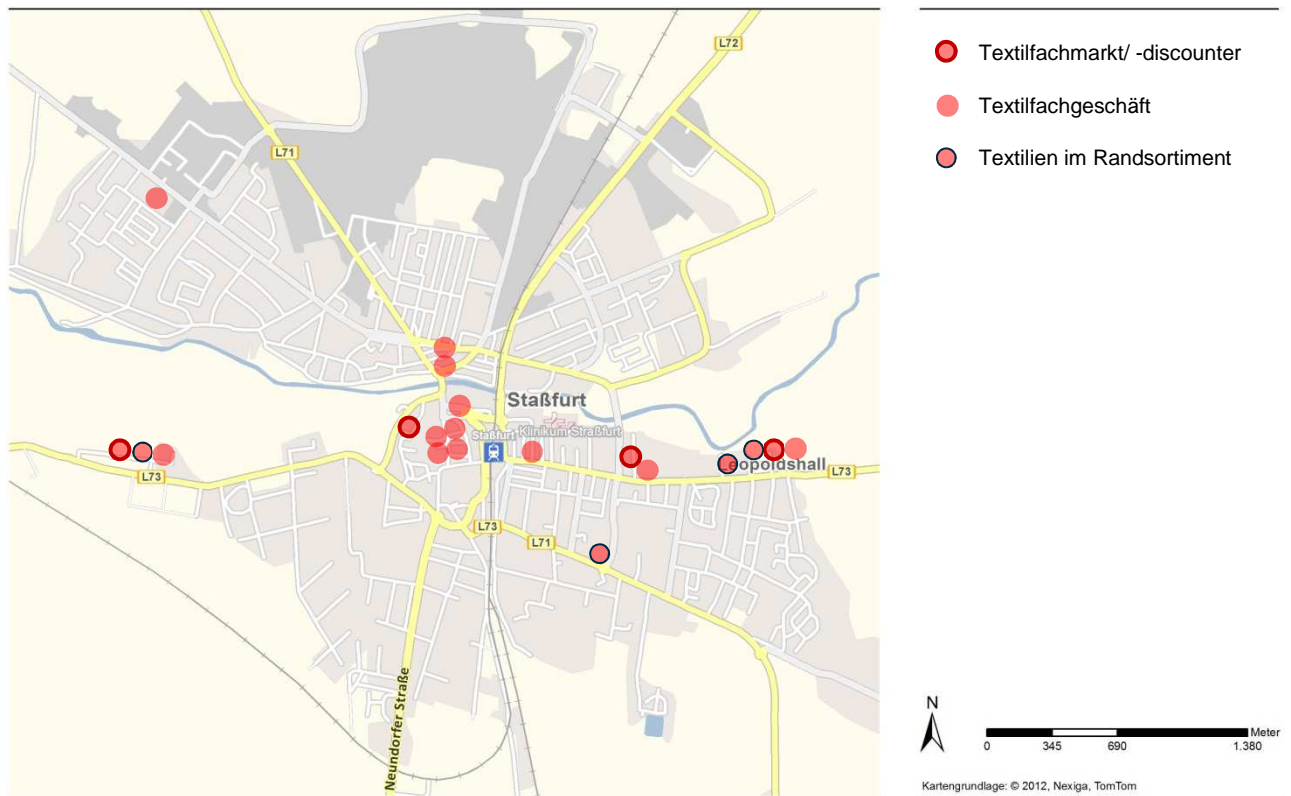 L72
L71
Staßfurt
Klinikum Straßfurt
Staßfurt
Leopoldshall
L73
L73
L73
L71
Neundorfer Straße
Textilfachmarkt/ -discounter
Textilfachgeschäft
Textilien im Randsortiment
N
Meter
0 345 690 1.380
Kartengrundlage: © 2012, Nexiga, TomTom